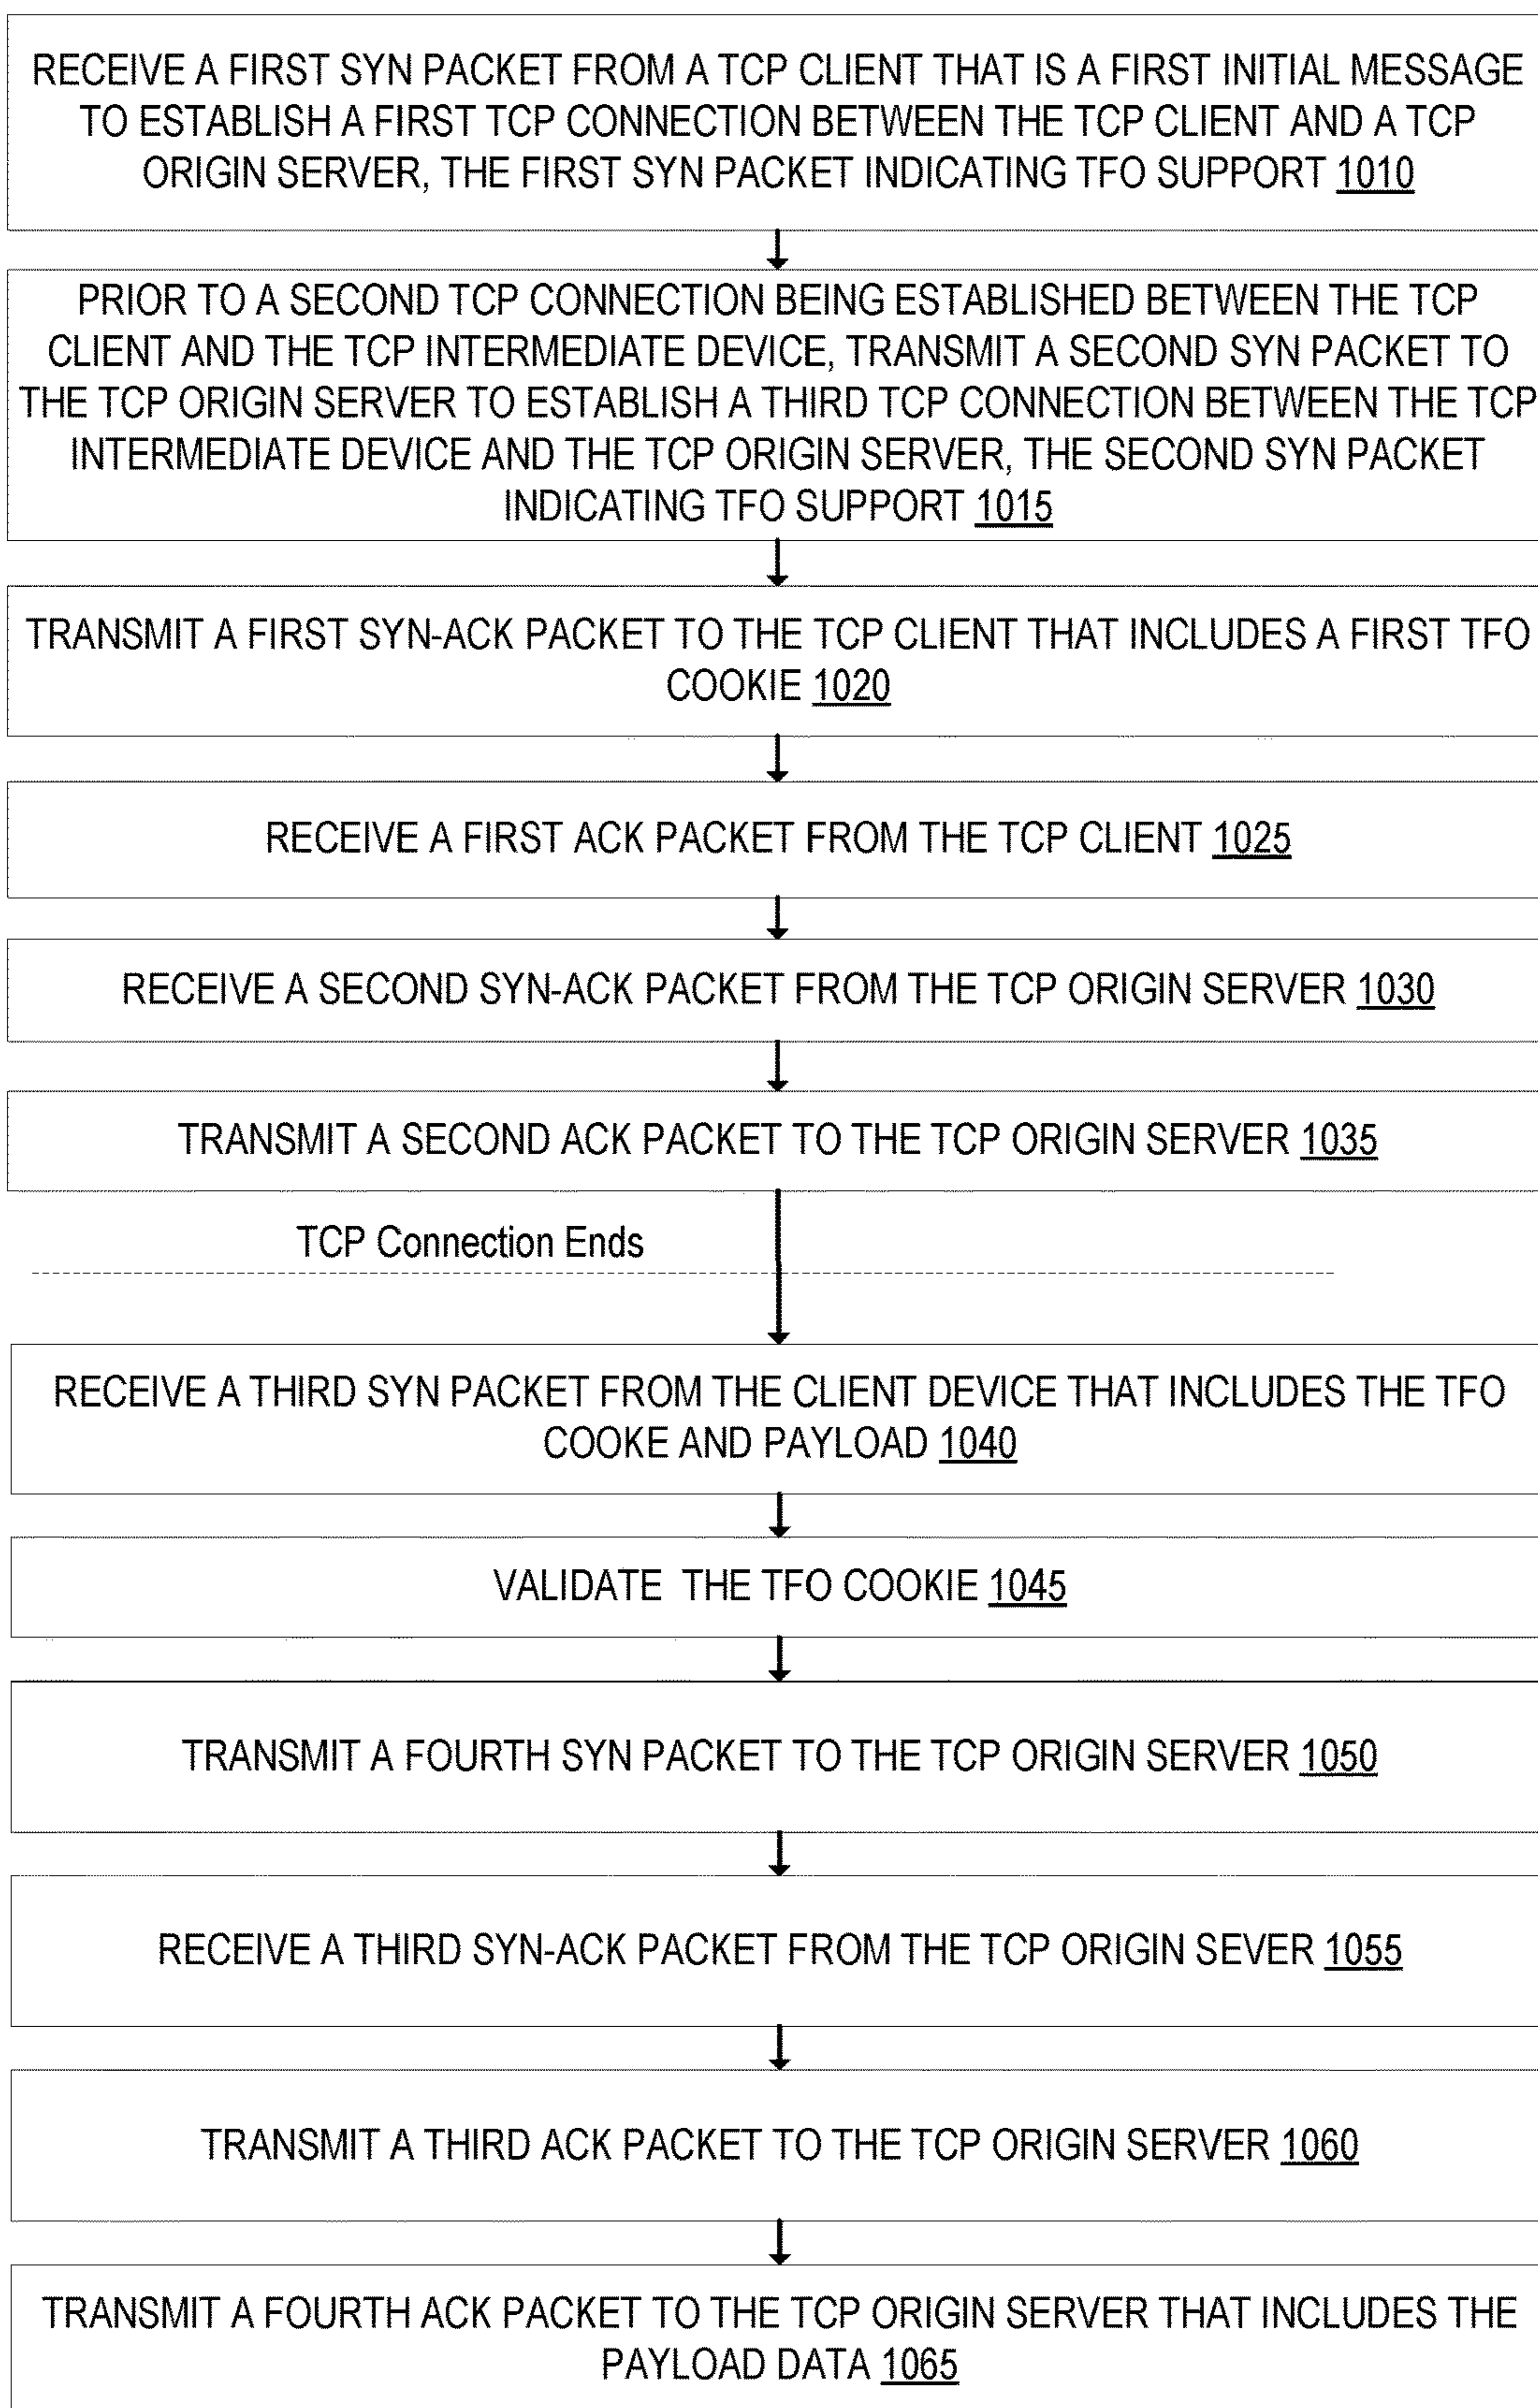 RECEIVE A FIRST SYN PACKET FROM A TCP CLIENT THAT IS A FIRST INITIAL MESSAGE
TO ESTABLISH A FIRST TCP CONNECTION BETWEEN THE TCP CLIENT AND A TCP
ORIGIN SERVER, THE FIRST SYN PACKET INDICATING TFO SUPPORT 1010
PRIOR TO A SECOND TCP CONNECTION BEING ESTABLISHED BETWEEN THE TCP
CLIENT AND THE TCP INTERMEDIATE DEVICE, TRANSMIT A SECOND SYN PACKET TO
THE TCP ORIGIN SERVER TO ESTABLISH A THIRD TCP CONNECTION BETWEEN THE TCP
INTERMEDIATE DEVICE AND THE TCP ORIGIN SERVER, THE SECOND SYN PACKET
INDICATING TFO SUPPORT 1015
TRANSMIT A FIRST SYN-ACK PACKET TO THE TCP CLIENT THAT INCLUDES A FIRST TFO
COOKIE 1020
RECEIVE A FIRST ACK PACKET FROM THE TCP CLIENT 1025
RECEIVE A SECOND SYN-ACK PACKET FROM THE TCP ORIGIN SERVER 1030
TRANSMIT A SECOND ACK PACKET TO THE TCP ORIGIN SERVER 1035
TCP Connection Ends
RECEIVE A THIRD SYN PACKET FROM THE CLIENT DEVICE THAT INCLUDES THE TFO
COOKE AND PAYLOAD 1040
VALIDATE THE TFO COOKIE 1045
TRANSMIT A FOURTH SYN PACKET TO THE TCP ORIGIN SERVER 1050
RECEIVE A THIRD SYN-ACK PACKET FROM THE TCP ORIGIN SEVER 1055
TRANSMIT A THIRD ACK PACKET TO THE TCP ORIGIN SERVER 1060
TRANSMIT A FOURTH ACK PACKET TO THE TCP ORIGIN SERVER THAT INCLUDES THE
PAYLOAD DATA 1065